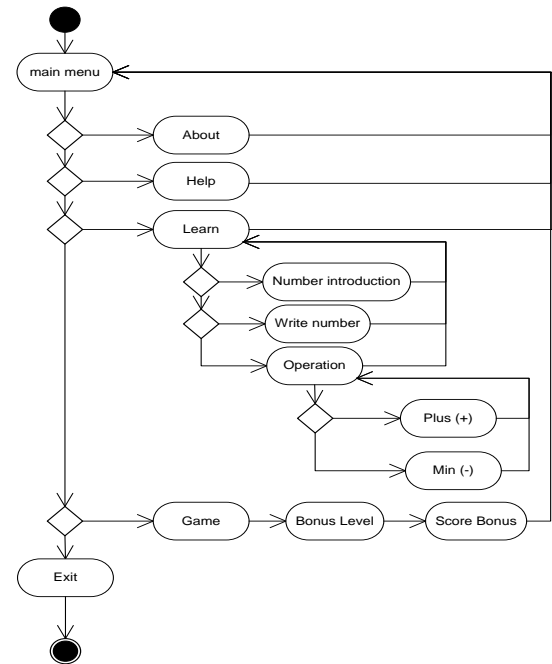 main menu
About
Help
Learn
Number introduction
Write number
Operation
Plus (+)
Min (-)
Game
Bonus Level
Score Bonus
Exit